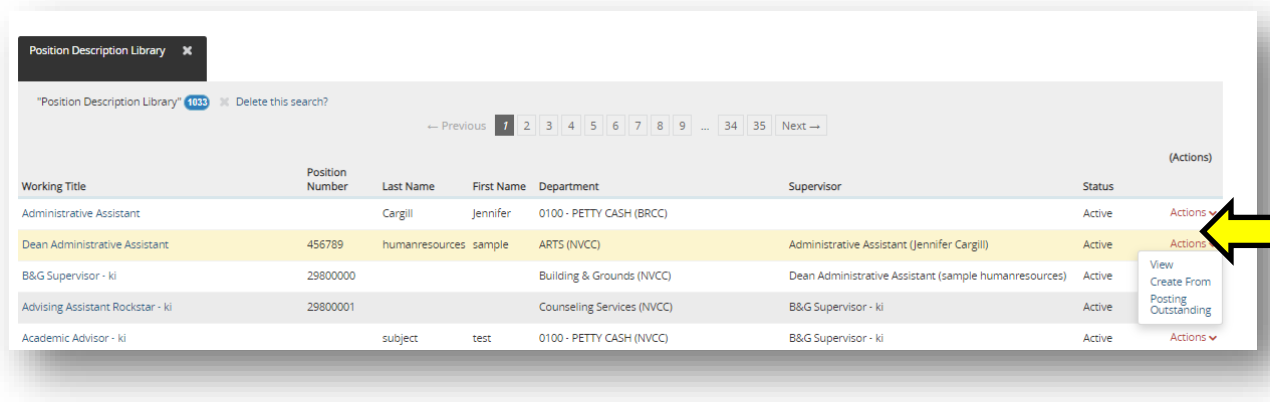 Position Description Library ✖
"Position Description Library" 1033 ✖ Delete this search?
← Previous 1 2 3 4 5 6 7 8 9 ... 34 35 Next →
(Actions)
Working Title Position Number Last Name First Name Department Supervisor Status
Administrative Assistant Cargill Jennifer 0100 - PETTY CASH (BRCC) Active Actions
Dean Administrative Assistant 456789 humanresources sample ARTS (NVCC) Administrative Assistant (Jennifer Cargill) Active Actions
B&G Supervisor - ki 29800000 Building & Grounds (NVCC) Dean Administrative Assistant (sample humanresources) Active
View
Create From
Posting
Outstanding
Advising Assistant Rockstar - ki 29800001 Counseling Services (NVCC) B&G Supervisor - ki Active
Academic Advisor - ki subject test 0100 - PETTY CASH (NVCC) B&G Supervisor - ki Active Actions